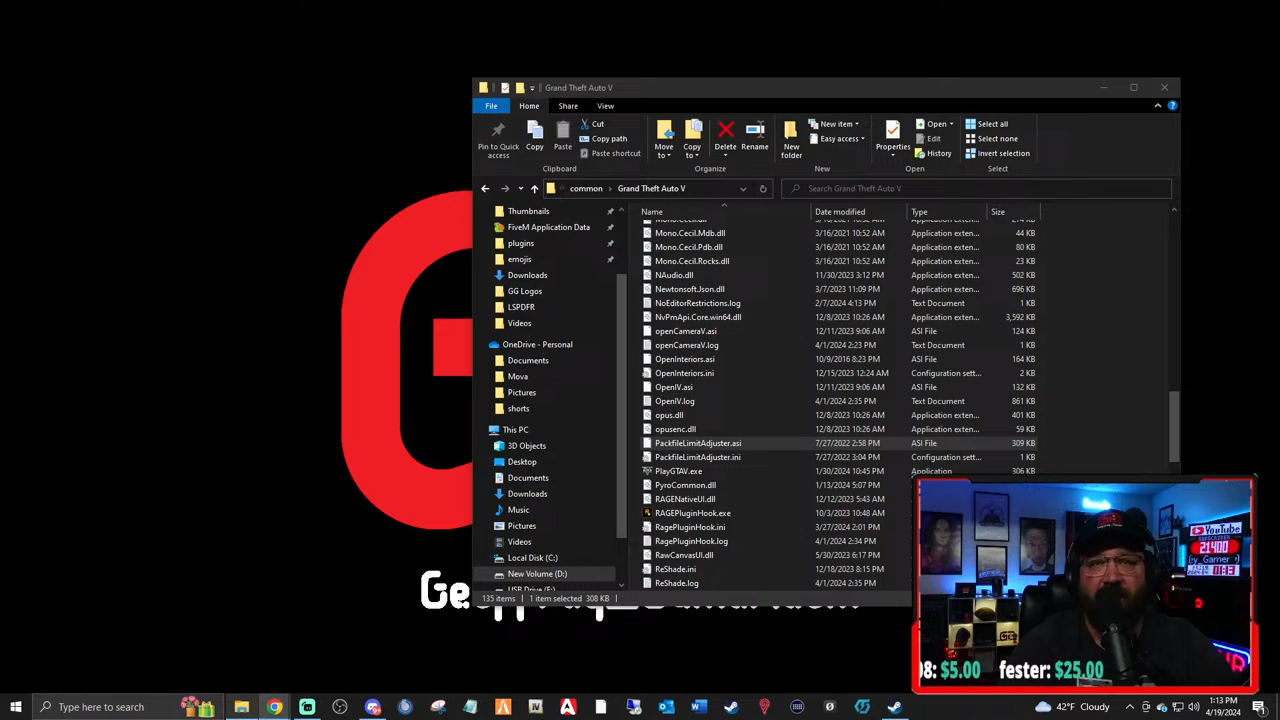 Grand Theft Auto V
File Home Share View
Pin to Quick access
Copy
Paste
Cut
Copy path
Paste shortcut
Move to
Copy to
Delete
Rename
New folder
New item
Easy access
Properties
Open
Edit
History
Select all
Select none
Invert selection
Clipboard Organize New Open Select
common > Grand Theft Auto V
Search Grand Theft Auto V
Thumbnails
FiveM Application Data
plugins
emojis
Downloads
GG Logos
LSPDFR
Videos
OneDrive - Personal
Documents
Mova
Pictures
shorts
This PC
3D Objects
Desktop
Documents
Downloads
Music
Pictures
Videos
Local Disk (C:)
New Volume (D:)
USB Drive (F:)
Name Date modified Type Size
Mono.Cecil.dll 3/16/2021 10:52 AM Application exten...
Mono.Cecil.Mdb.dll 3/16/2021 10:52 AM Application exten... 44 KB
Mono.Cecil.Pdb.dll 3/16/2021 10:52 AM Application exten... 80 KB
Mono.Cecil.Rocks.dll 3/16/2021 10:52 AM Application exten... 23 KB
NAudio.dll 11/30/2023 3:12 PM Application exten... 502 KB
Newtonsoft.Json.dll 3/7/2023 11:09 PM Application exten... 696 KB
NoEditorRestrictions.log 2/7/2024 4:13 PM Text Document 1 KB
NvPmApi.Core.win64.dll 12/8/2023 10:26 AM Application exten... 3,592 KB
openCameraV.asi 12/11/2023 9:06 AM ASI File 124 KB
openCameraV.log 4/1/2024 2:23 PM Text Document 1 KB
OpenInteriors.asi 10/9/2016 8:23 PM ASI File 164 KB
OpenInteriors.ini 12/15/2023 12:24 AM Configuration sett... 2 KB
OpenIV.asi 12/11/2023 9:06 AM ASI File 132 KB
OpenIV.log 4/1/2024 2:35 PM Text Document 861 KB
opus.dll 12/8/2023 10:26 AM Application exten... 401 KB
opusenc.dll 12/8/2023 10:26 AM Application exten... 59 KB
PackfileLimitAdjuster.asi 7/27/2022 2:58 PM ASI File 309 KB
PackfileLimitAdjuster.ini 7/27/2022 3:04 PM Configuration sett... 1 KB
PlayGTAV.exe 1/30/2024 10:45 PM Application 306 KB
PyroCommon.dll 1/13/2024 5:07 PM
RAGENativeUI.dll 12/12/2023 5:43 AM
RAGEPluginHook.exe 10/3/2023 10:48 AM
RagePluginHook.ini 3/27/2024 2:01 PM
RagePluginHook.log 4/1/2024 2:34 PM
RawCanvasUI.dll 5/30/2023 6:17 PM
ReShade.ini 12/18/2023 8:15 PM
ReShade.log 4/1/2024 2:35 PM
135 items 1 item selected 308 KB
YouTube
SUBSCRIBER
21400
$5.00 fester: $25.00
Type here to search
42°F Cloudy
1:13 PM
4/19/2024